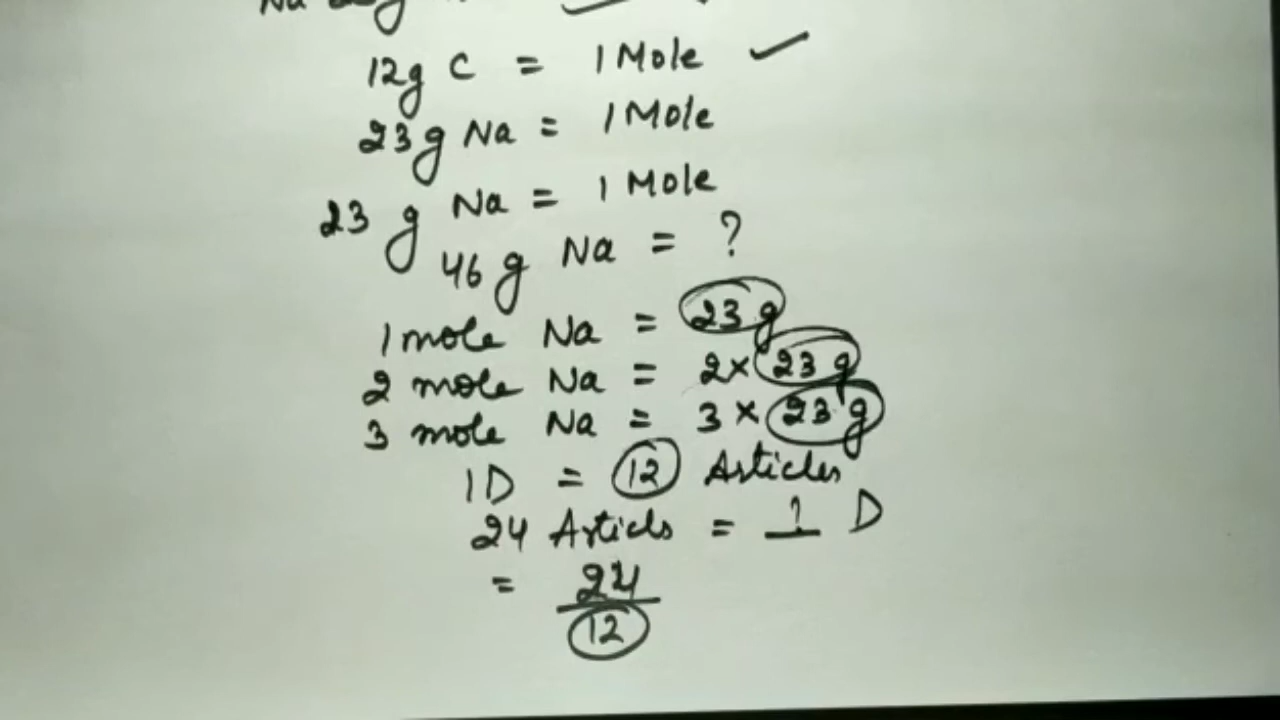 Na
12g C = 1 Mole ✓
23g Na = 1 Mole
23 g Na = 1 Mole
46 g Na = ?
1 mole Na = 23 g
2 mole Na = 2 × 23 g
3 mole Na = 3 × 23 g
1 D = 12 Articles
24 Articls = ? D
= 24
12